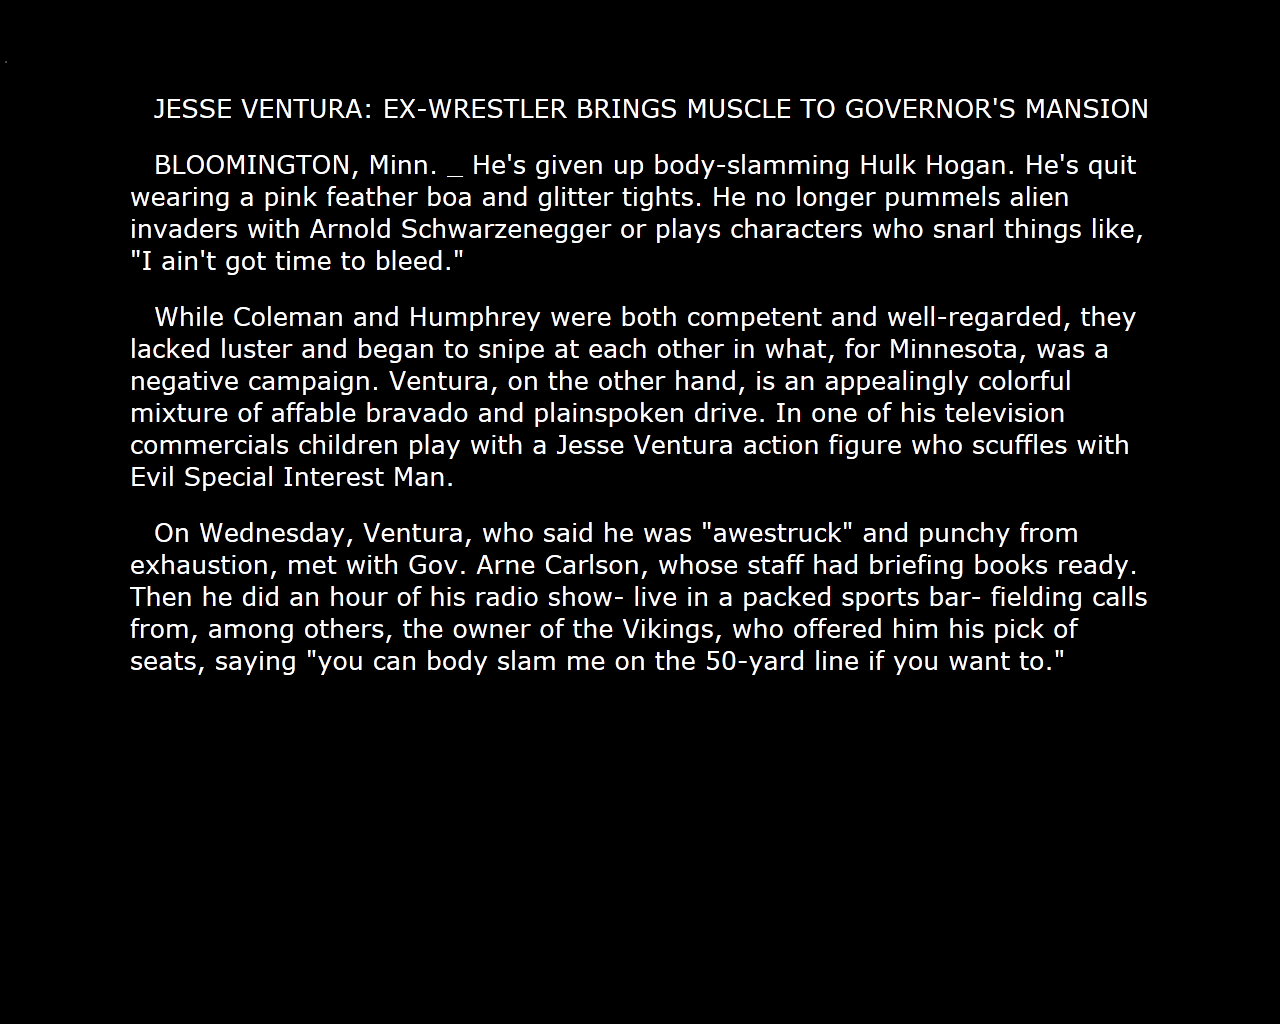 JESSE VENTURA: EX-WRESTLER BRINGS MUSCLE TO GOVERNOR'S MANSION
BLOOMINGTON, Minn. _ He's given up body-slamming Hulk Hogan. He's quit
wearing a pink feather boa and glitter tights. He no longer pummels alien
invaders with Arnold Schwarzenegger or plays characters who snarl things like,
"I ain't got time to bleed."
While Coleman and Humphrey were both competent and well-regarded, they
lacked luster and began to snipe at each other in what, for Minnesota, was a
negative campaign. Ventura, on the other hand, is an appealingly colorful
mixture of affable bravado and plainspoken drive. In one of his television
commercials children play with a Jesse Ventura action figure who scuffles with
Evil Special Interest Man.
On Wednesday, Ventura, who said he was "awestruck" and punchy from
exhaustion, met with Gov. Arne Carlson, whose staff had briefing books ready.
Then he did an hour of his radio show- live in a packed sports bar- fielding calls
from, among others, the owner of the Vikings, who offered him his pick of
seats, saying "you can body slam me on the 50-yard line if you want to."